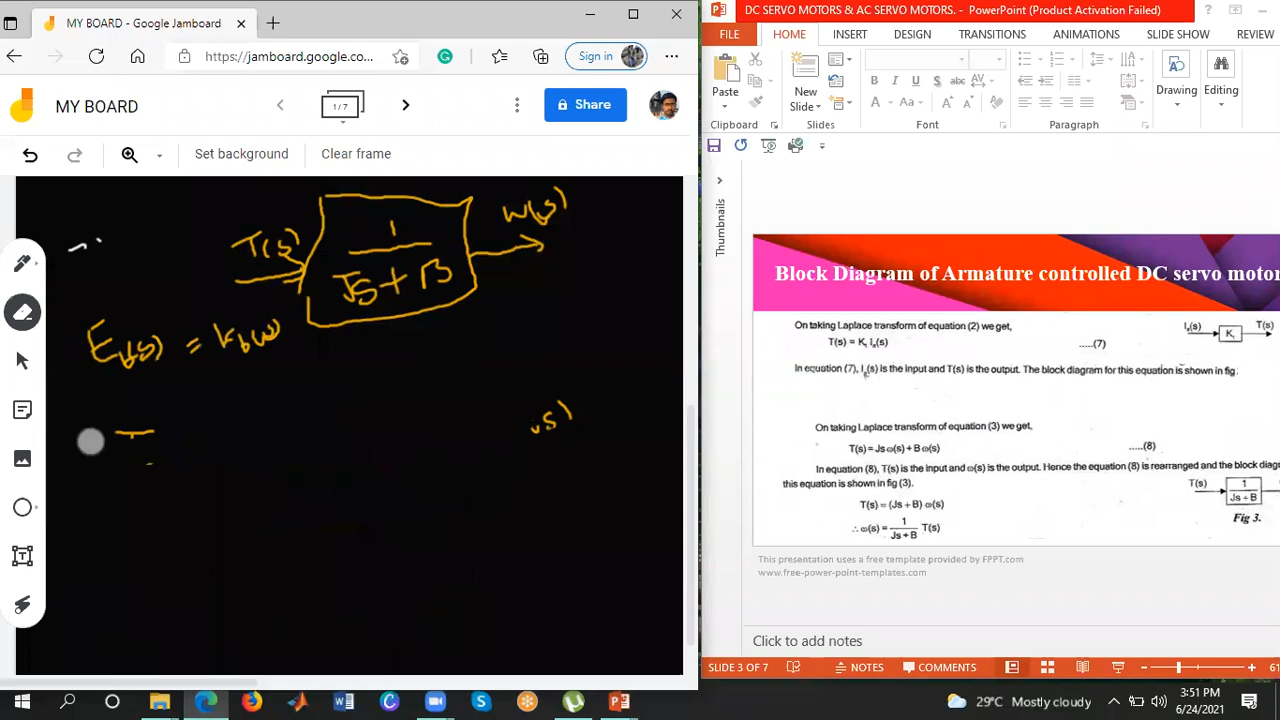 MY BOARD - Google Jamboard
https://jamboard.google.co...
Sign in
MY BOARD
1/7
Share
Set background
Clear frame
T(s)
1
JS+B
W(s)
Eb(s) = Kb(s)
s)
DC SERVO MOTORS & AC SERVO MOTORS. - PowerPoint (Product Activation Failed)
FILE HOME INSERT DESIGN TRANSITIONS ANIMATIONS SLIDE SHOW REVIEW
Paste
New Slide
Drawing
Editing
Clipboard
Slides
Font
Paragraph
Thumbnails
Block Diagram of Armature controlled DC servo motor
On taking Laplace transform of equation (2) we get,
T(s) = Kt Ia(s)
.....(7)
Ia(s) Kt T(s)
In equation (7), Ia(s) is the input and T(s) is the output. The block diagram for this equation is shown in fig
On taking Laplace transform of equation (3) we get,
T(s) = Js ω(s) + B ω(s)
.....(8)
In equation (8), T(s) is the input and ω(s) is the output. Hence the equation (8) is rearranged and the block
this equation is shown in fig (3).
T(s) = (Js + B) ω(s)
∴ ω(s) = 1 / Js + B T(s)
T(s) 1 / Js + B
Fig 3.
This presentation uses a free template provided by FPPT.com
www.free-power-point-templates.com
Click to add notes
SLIDE 3 OF 7
NOTES
COMMENTS
29°C Mostly cloudy
3:51 PM
6/24/2021